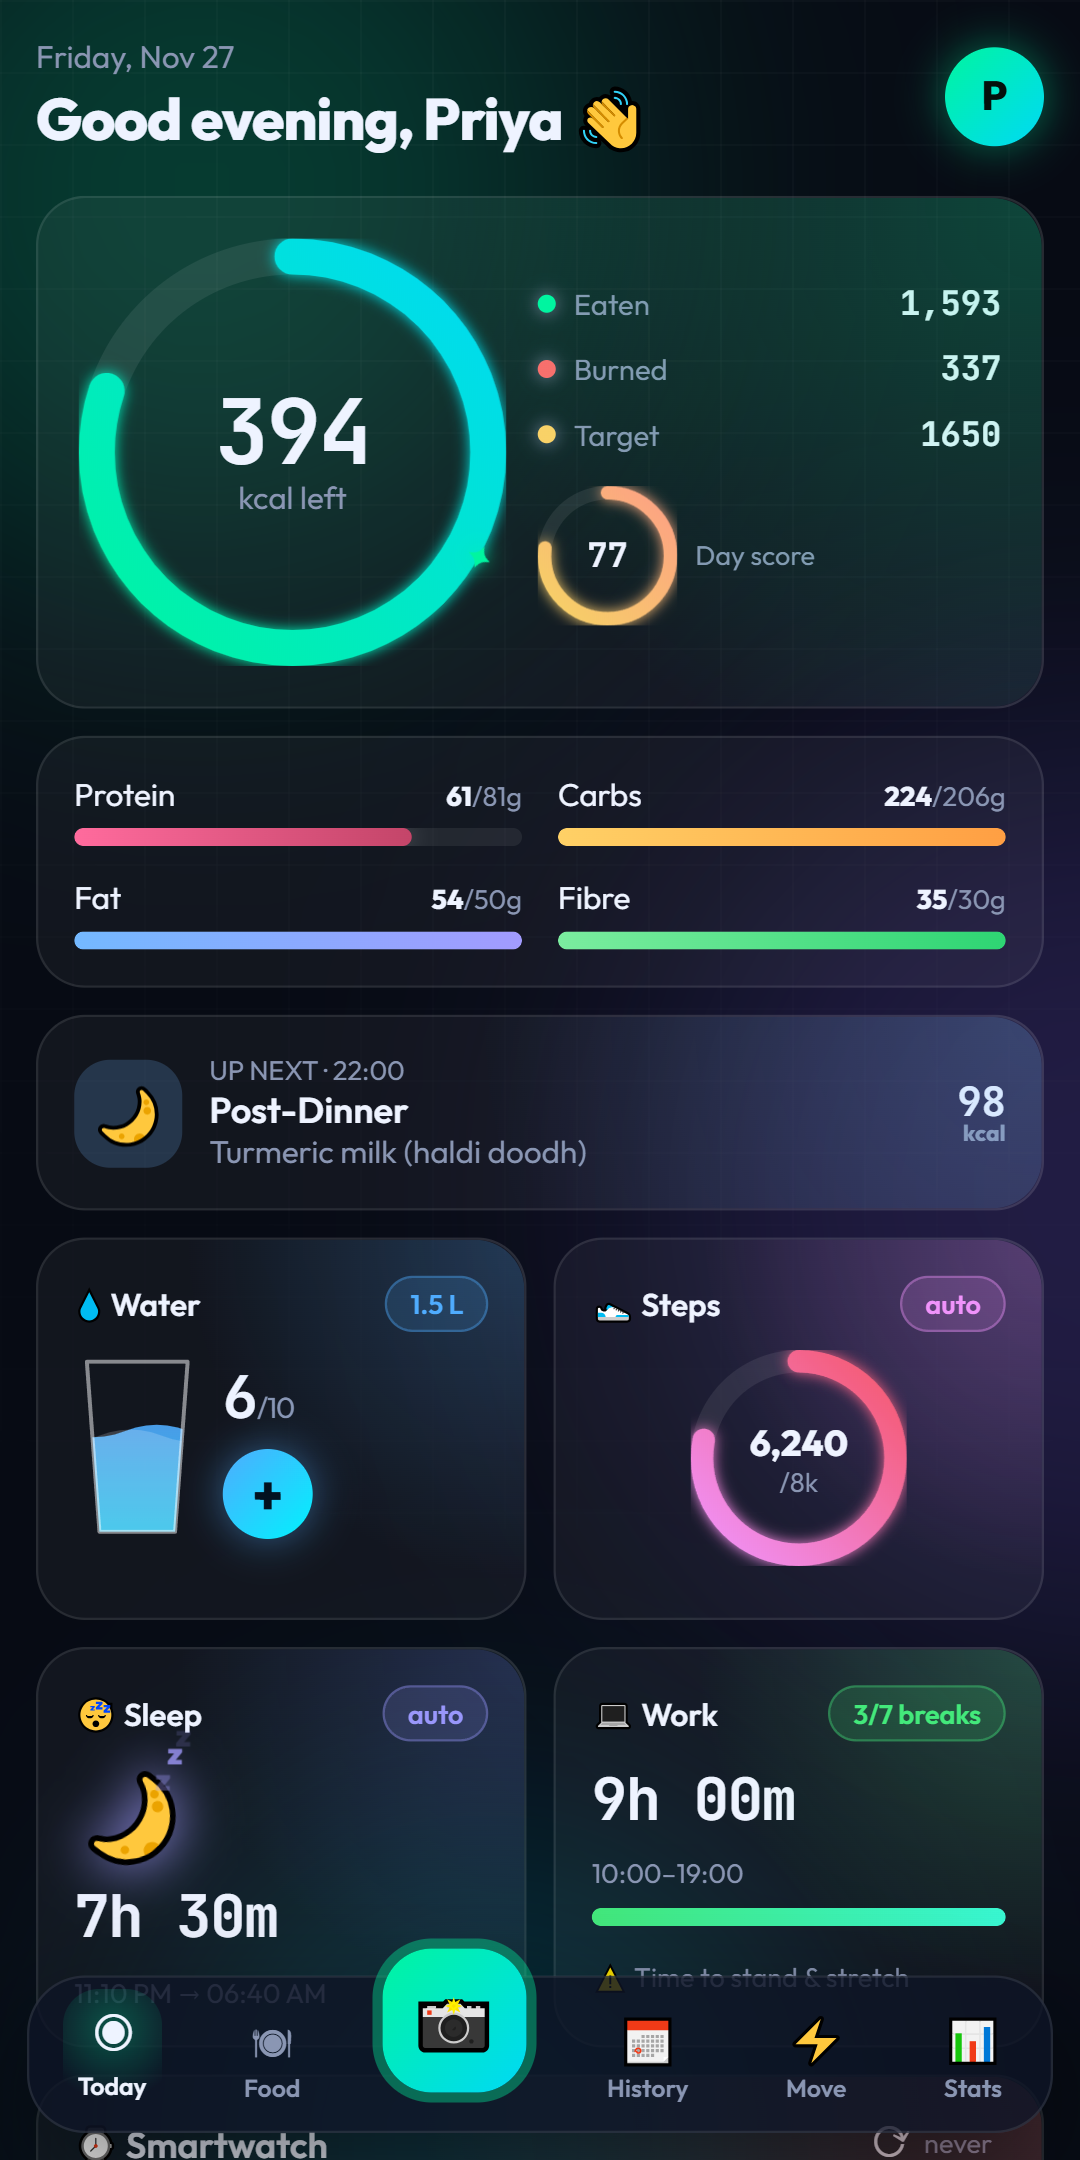 Friday, Nov 27
Good evening, Priya
P
394
kcal left
Eaten 1,593
Burned 337
Target 1650
77 Day score
Protein 61/81g
Carbs 224/206g
Fat 54/50g
Fibre 35/30g
UP NEXT · 22:00
Post-Dinner
Turmeric milk (haldi doodh)
98
kcal
Water 1.5 L
6/10
+
Steps auto
6,240
/8k
Sleep auto
z
z
z
7h 30m
11:10 PM → 06:40 AM
Work 3/7 breaks
9h 00m
10:00–19:00
Time to stand & stretch
Today
Food
History
Move
Stats
Smartwatch never